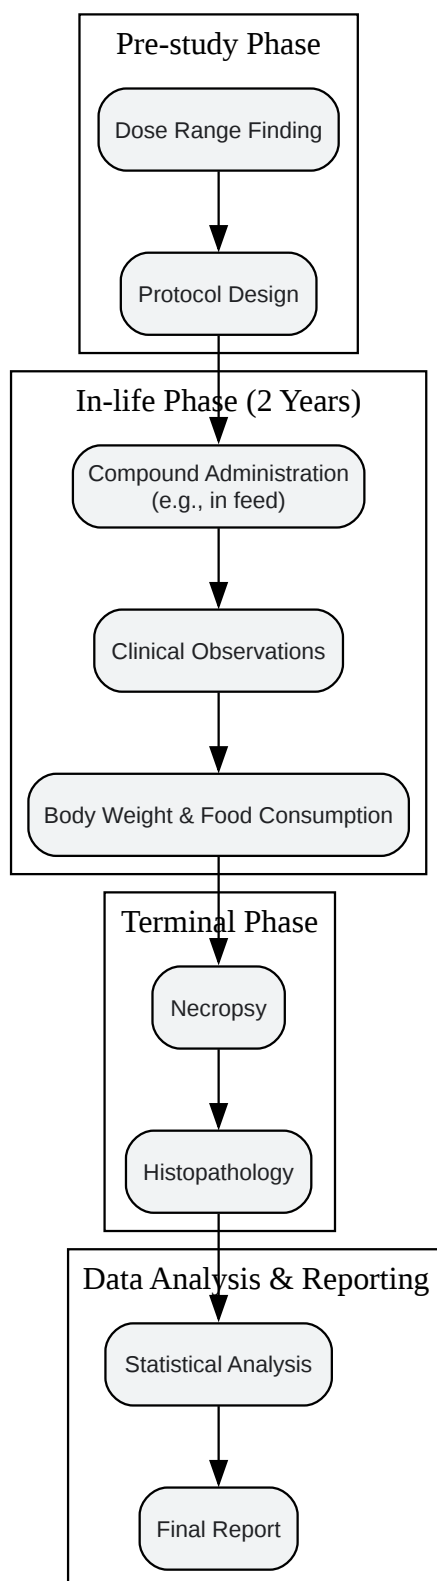 Pre-study Phase
Dose Range Finding
Protocol Design
In-life Phase (2 Years)
Compound Administration
(e.g., in feed)
Clinical Observations
Body Weight & Food Consumption
Terminal Phase
Necropsy
Histopathology
Data Analysis & Reporting
Statistical Analysis
Final Report